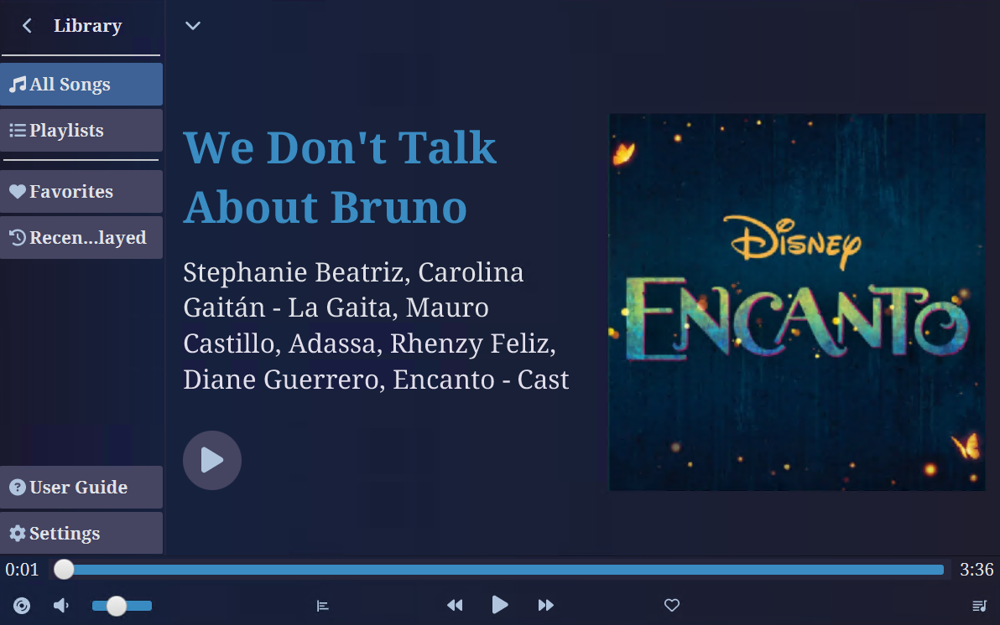 Library
All Songs
Playlists
Favorites
Recen...layed
User Guide
Settings
We Don't Talk
About Bruno
Stephanie Beatriz, Carolina
Gaitán - La Gaita, Mauro
Castillo, Adassa, Rhenzy Feliz,
Diane Guerrero, Encanto - Cast
DISNEY
ENCANTO
0:01
3:36